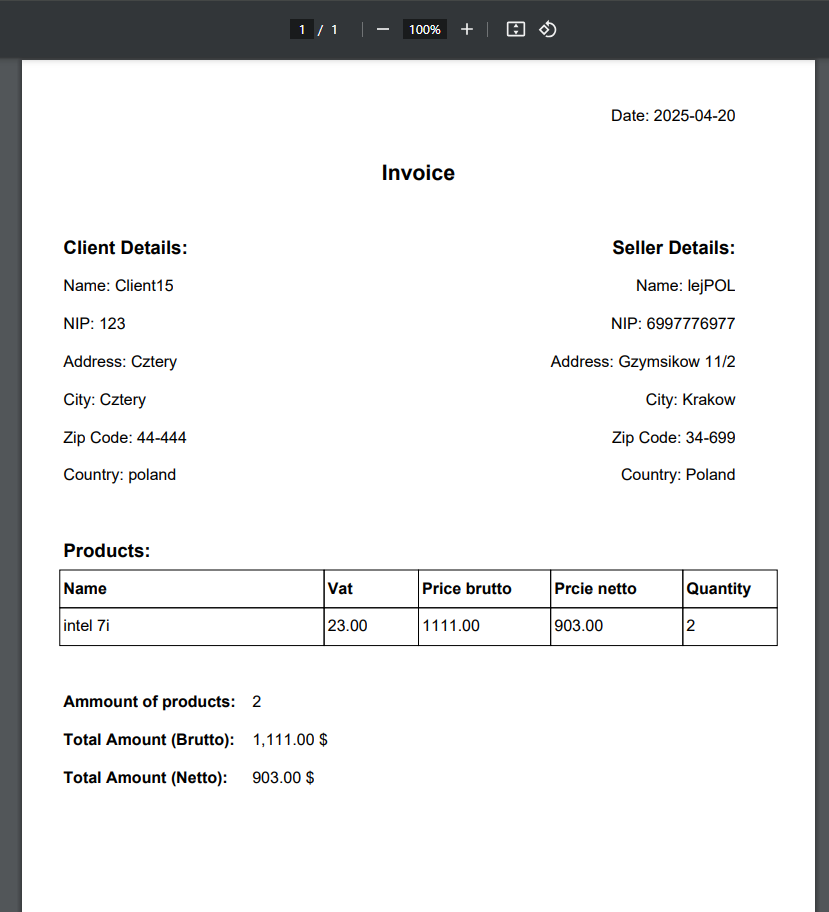 1 / 1 100%
Date: 2025-04-20
Invoice
Client Details: Seller Details:
Name: Client15 Name: lejPOL
NIP: 123 NIP: 6997776977
Address: Cztery Address: Gzymsikow 11/2
City: Cztery City: Krakow
Zip Code: 44-444 Zip Code: 34-699
Country: poland Country: Poland
Products:
Name Vat Price brutto Prcie netto Quantity
intel 7i 23.00 1111.00 903.00 2
Ammount of products: 2
Total Amount (Brutto): 1,111.00 $
Total Amount (Netto): 903.00 $